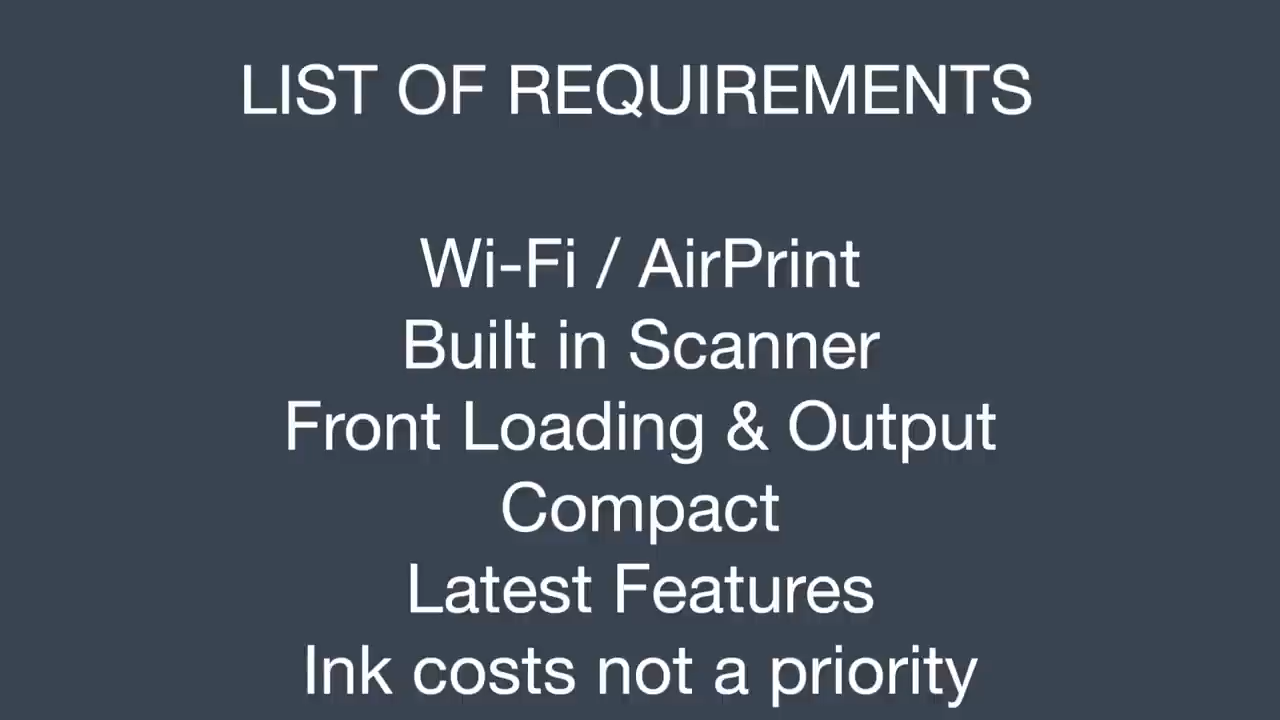 LIST OF REQUIREMENTS
Wi-Fi / AirPrint
Built in Scanner
Front Loading & Output
Compact
Latest Features
Ink costs not a priority